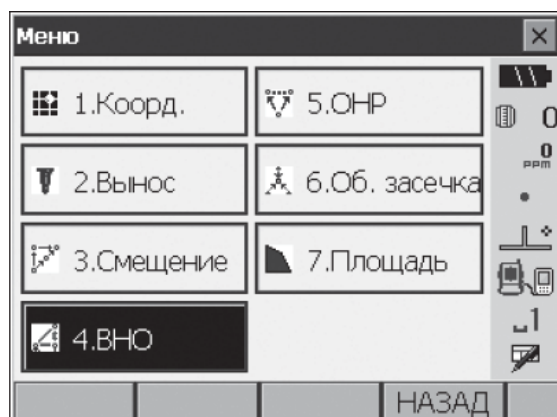 Меню
1.Коорд.
2.Вынос
3.Смещение
4.ВНО
5.ОНР
6.Об. засечка
7.Площадь
0
0
PPM
1
НАЗАД